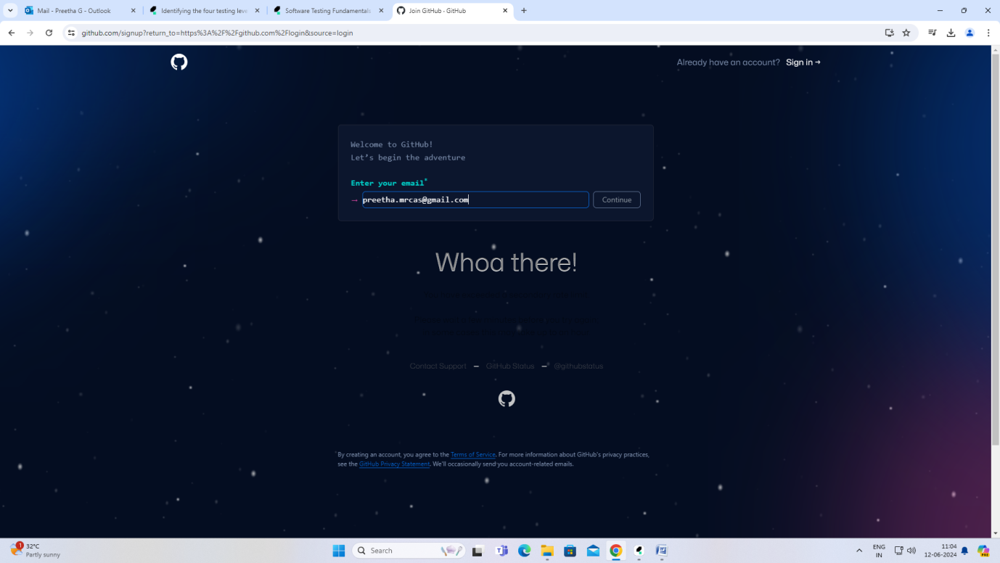 Mail - Preetha G - Outlook
Identifying the four testing leve
Software Testing Fundamentals
Join GitHub · GitHub
github.com/signup?return_to=https%3A%2F%2Fgithub.com%2Flogin&source=login
Already have an account? Sign in →
Welcome to GitHub!
Let's begin the adventure
Enter your email*
→ preetha.mrcas@gmail.com Continue
Whoa there!
Contact Support — GitHub Status — @githubstatus
By creating an account, you agree to the Terms of Service. For more information about GitHub's privacy practices,
see the GitHub Privacy Statement. We'll occasionally send you account-related emails.
1
32°C
Partly sunny
Search
ENG
IN
11:04
12-06-2024
PRE